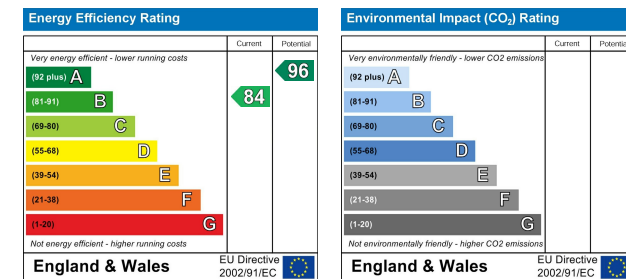 Energy Efficiency Rating
Current Potential
Very energy efficient - lower running costs
(92 plus) A
(81-91) B
(69-80) C
(55-68) D
(39-54) E
(21-38) F
(1-20) G
84
96
Not energy efficient - higher running costs
England & Wales
EU Directive
2002/91/EC
Environmental Impact (CO₂) Rating
Current Potential
Very environmentally friendly - lower CO2 emissions
(92 plus) A
(81-91) B
(69-80) C
(55-68) D
(39-54) E
(21-38) F
(1-20) G
Not environmentally friendly - higher CO2 emissions
England & Wales
EU Directive
2002/91/EC